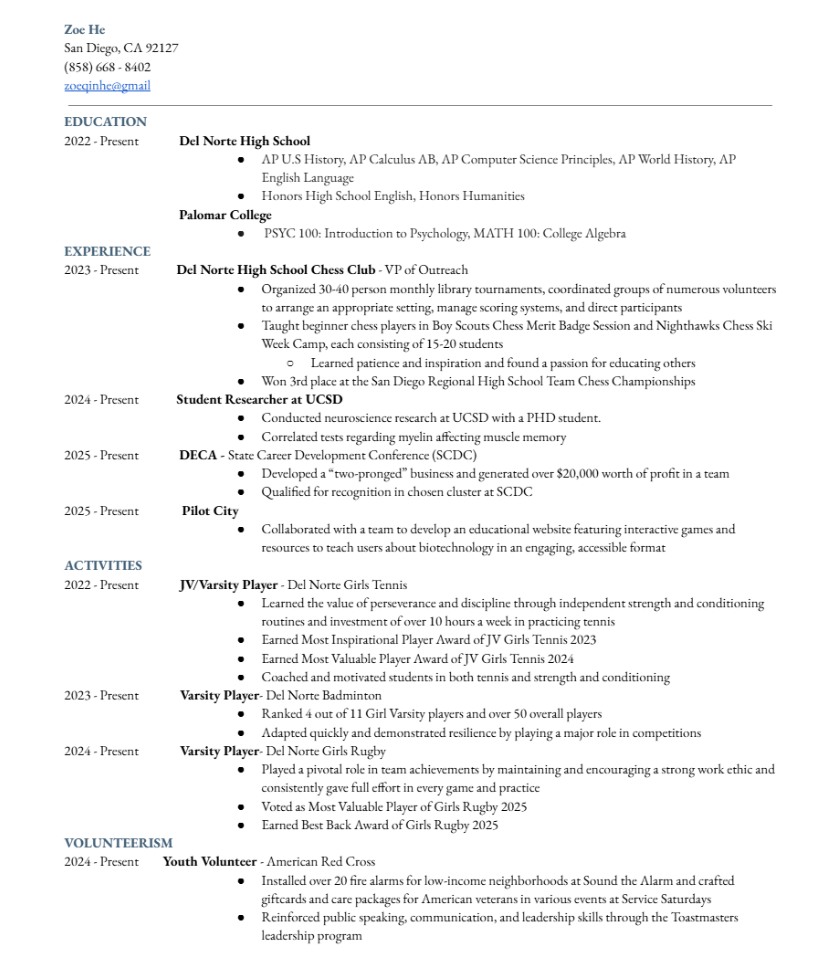 Zoe He
San Diego, CA 92127
(858) 668 - 8402
zoeqinhe@gmail
EDUCATION
2022 - Present Del Norte High School
● AP U.S History, AP Calculus AB, AP Computer Science Principles, AP World History, AP
English Language
● Honors High School English, Honors Humanities
Palomar College
● PSYC 100: Introduction to Psychology, MATH 100: College Algebra
EXPERIENCE
2023 - Present Del Norte High School Chess Club - VP of Outreach
● Organized 30-40 person monthly library tournaments, coordinated groups of numerous volunteers
to arrange an appropriate setting, manage scoring systems, and direct participants
● Taught beginner chess players in Boy Scouts Chess Merit Badge Session and Nighthawks Chess Ski
Week Camp, each consisting of 15-20 students
○ Learned patience and inspiration and found a passion for educating others
● Won 3rd place at the San Diego Regional High School Team Chess Championships
2024 - Present Student Researcher at UCSD
● Conducted neuroscience research at UCSD with a PHD student.
● Correlated tests regarding myelin affecting muscle memory
2025 - Present DECA - State Career Development Conference (SCDC)
● Developed a “two-pronged” business and generated over $20,000 worth of profit in a team
● Qualified for recognition in chosen cluster at SCDC
2025 - Present Pilot City
● Collaborated with a team to develop an educational website featuring interactive games and
resources to teach users about biotechnology in an engaging, accessible format
ACTIVITIES
2022 - Present JV/Varsity Player - Del Norte Girls Tennis
● Learned the value of perseverance and discipline through independent strength and conditioning
routines and investment of over 10 hours a week in practicing tennis
● Earned Most Inspirational Player Award of JV Girls Tennis 2023
● Earned Most Valuable Player Award of JV Girls Tennis 2024
● Coached and motivated students in both tennis and strength and conditioning
2023 - Present Varsity Player- Del Norte Badminton
● Ranked 4 out of 11 Girl Varsity players and over 50 overall players
● Adapted quickly and demonstrated resilience by playing a major role in competitions
2024 - Present Varsity Player- Del Norte Girls Rugby
● Played a pivotal role in team achievements by maintaining and encouraging a strong work ethic and
consistently gave full effort in every game and practice
● Voted as Most Valuable Player of Girls Rugby 2025
● Earned Best Back Award of Girls Rugby 2025
VOLUNTEERISM
2024 - Present Youth Volunteer - American Red Cross
● Installed over 20 fire alarms for low-income neighborhoods at Sound the Alarm and crafted
giftcards and care packages for American veterans in various events at Service Saturdays
● Reinforced public speaking, communication, and leadership skills through the Toastmasters
leadership program